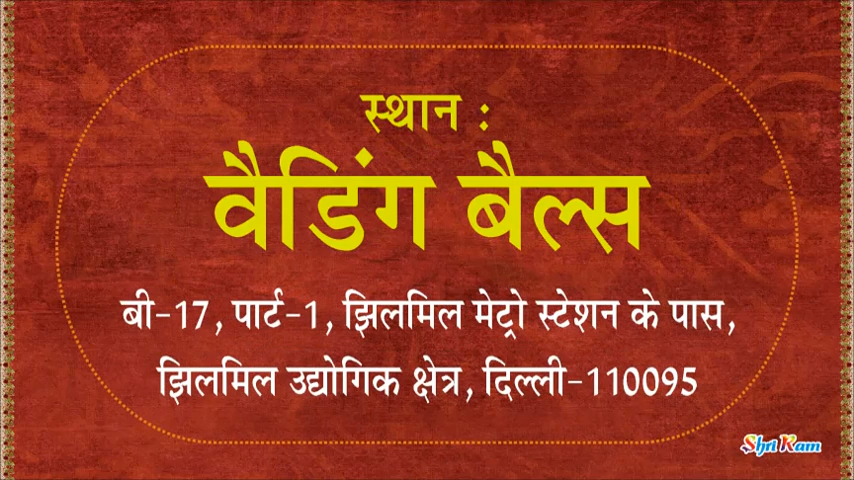 स्थान :
वैडिंग बैल्स
बी-17, पार्ट-1, झिलमिल मेट्रो स्टेशन के पास,
झिलमिल उद्योगिक क्षेत्र, दिल्ली-110095
Shri Ram